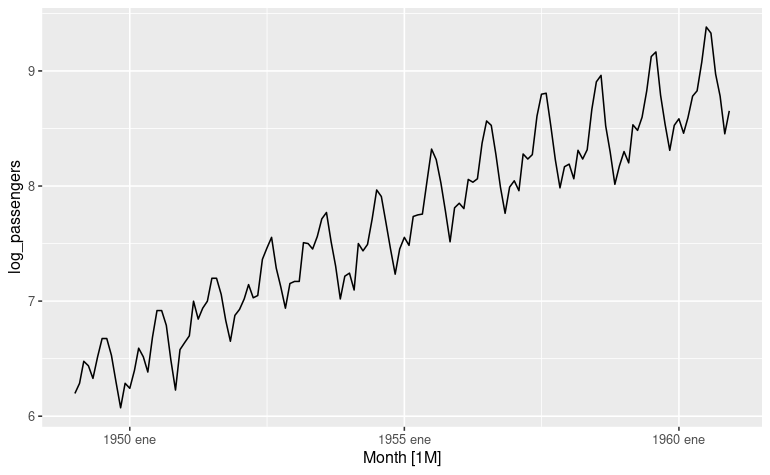 log_passengers
9
8
7
6
1950 ene
1955 ene
1960 ene
Month [1M]